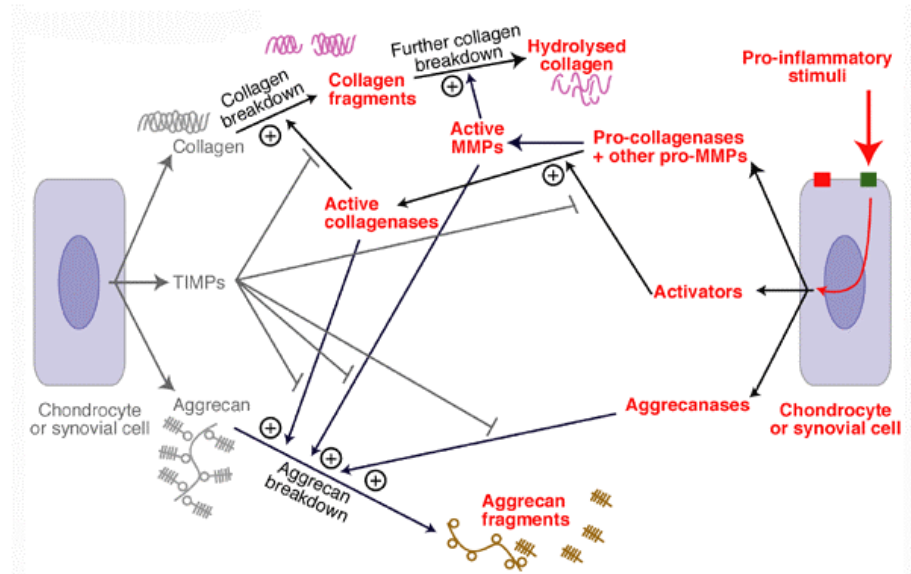 Further collagen
breakdown
Hydrolysed
collagen
Pro-inflammatory
stimuli
Collagen
breakdown
Collagen
fragments
+
+
Collagen
Active
MMPs
Pro-collagenases
+ other pro-MMPs
+
Active
collagenases
TIMPs
Activators
Chondrocyte
or synovial cell
Aggrecan
Aggrecanases
Chondrocyte
or synovial cell
+
+
+
Aggrecan
breakdown
Aggrecan
fragments